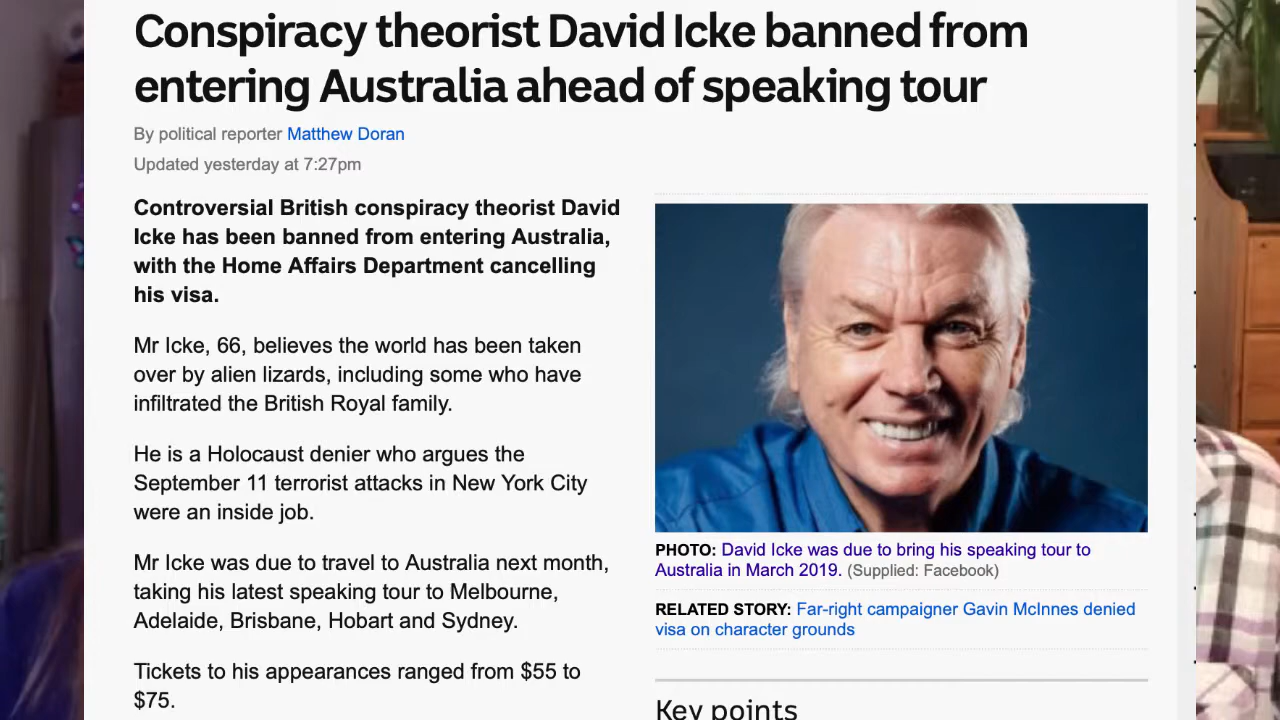 Conspiracy theorist David Icke banned from
entering Australia ahead of speaking tour
By political reporter Matthew Doran
Updated yesterday at 7:27pm
Controversial British conspiracy theorist David
Icke has been banned from entering Australia,
with the Home Affairs Department cancelling
his visa.
Mr Icke, 66, believes the world has been taken
over by alien lizards, including some who have
infiltrated the British Royal family.
He is a Holocaust denier who argues the
September 11 terrorist attacks in New York City
were an inside job.
Mr Icke was due to travel to Australia next month,
taking his latest speaking tour to Melbourne,
Adelaide, Brisbane, Hobart and Sydney.
Tickets to his appearances ranged from $55 to
$75.
PHOTO: David Icke was due to bring his speaking tour to
Australia in March 2019. (Supplied: Facebook)
RELATED STORY: Far-right campaigner Gavin McInnes denied
visa on character grounds
Key points